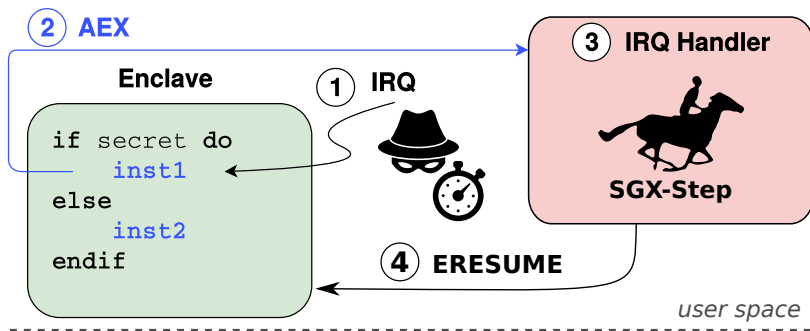 2 AEX
3 IRQ Handler
Enclave
1 IRQ
if secret do
inst1
else
inst2
endif
SGX-Step
4 ERESUME
user space